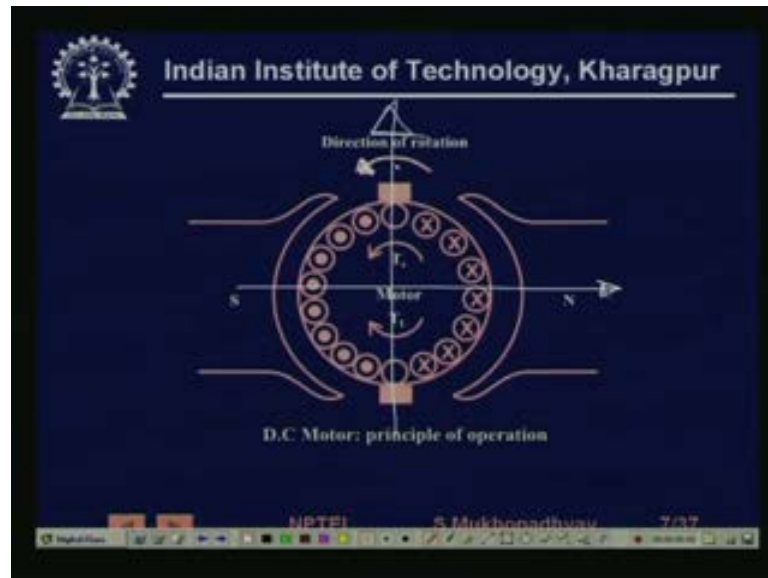 Indian Institute of Technology, Kharagpur
Direction of rotation
S
Motor
N
D.C Motor: principle of operation
NPTEL S.Mukhopadhyay 7/37